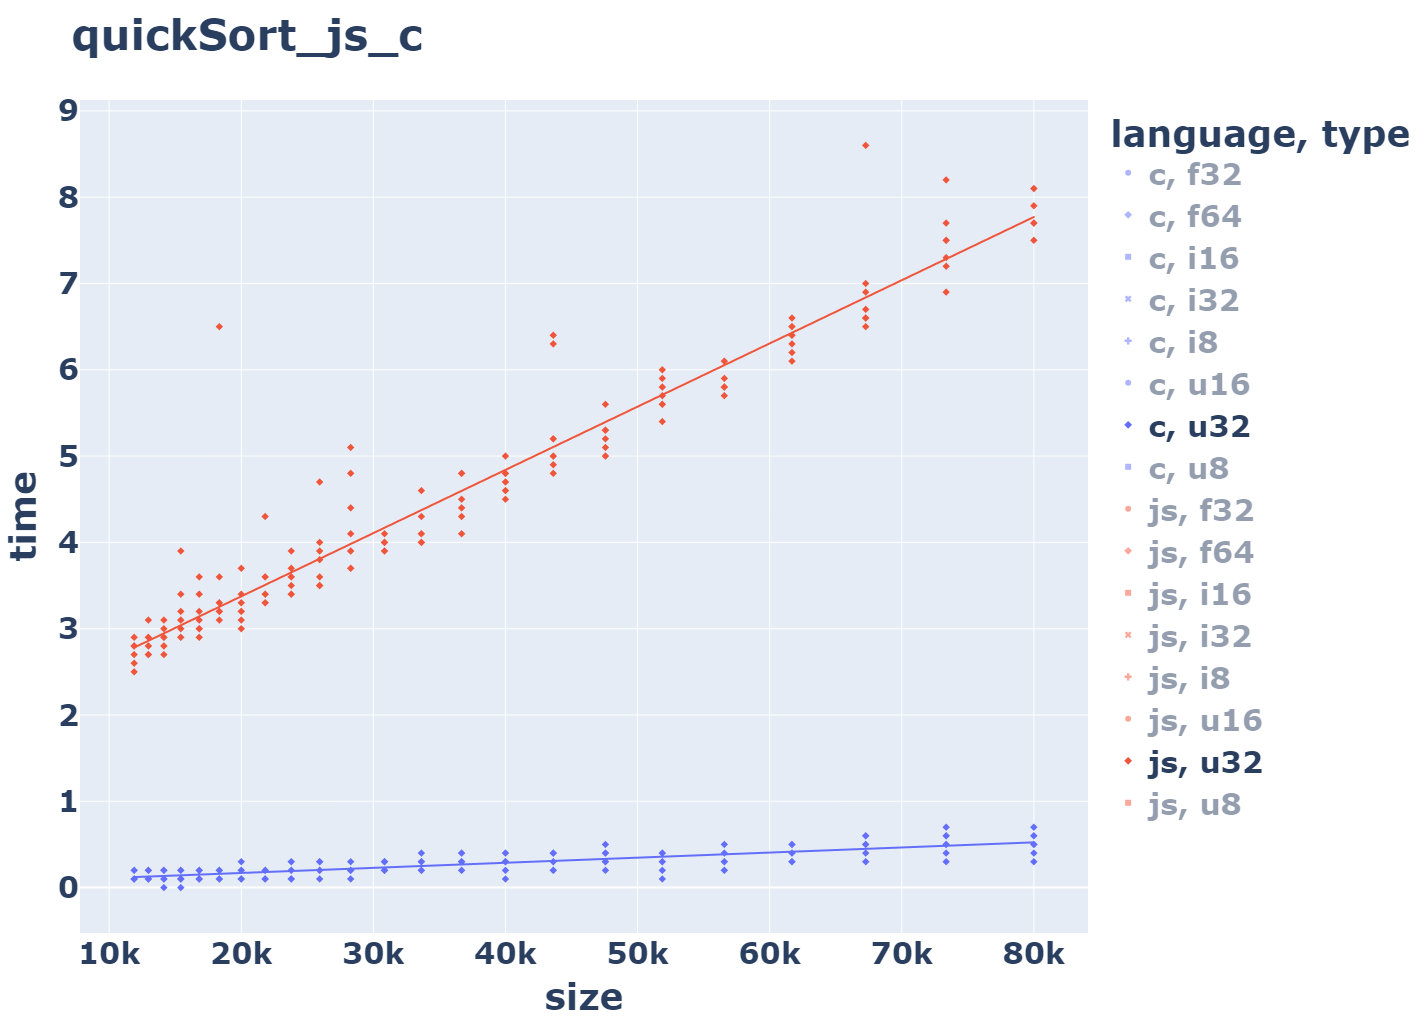 quickSort_js_c
9
8
7
6
5
4
3
2
1
0
time
10k 20k 30k 40k 50k 60k 70k 80k
size
language, type
c, f32
c, f64
c, i16
c, i32
c, i8
c, u16
c, u32
c, u8
js, f32
js, f64
js, i16
js, i32
js, i8
js, u16
js, u32
js, u8